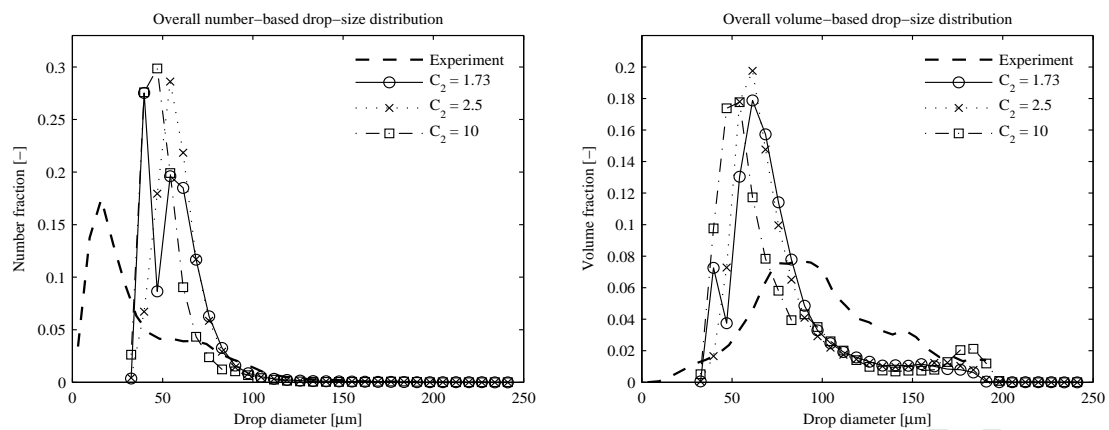 Overall number−based drop−size distribution
Number fraction [−]
0.3
0.25
0.2
0.15
0.1
0.05
0
0 50 100 150 200 250
Drop diameter [μm]
Experiment
C2 = 1.73
C2 = 2.5
C2 = 10
Overall volume−based drop−size distribution
Volume fraction [−]
0.2
0.18
0.16
0.14
0.12
0.1
0.08
0.06
0.04
0.02
0
0 50 100 150 200 250
Drop diameter [μm]
Experiment
C2 = 1.73
C2 = 2.5
C2 = 10